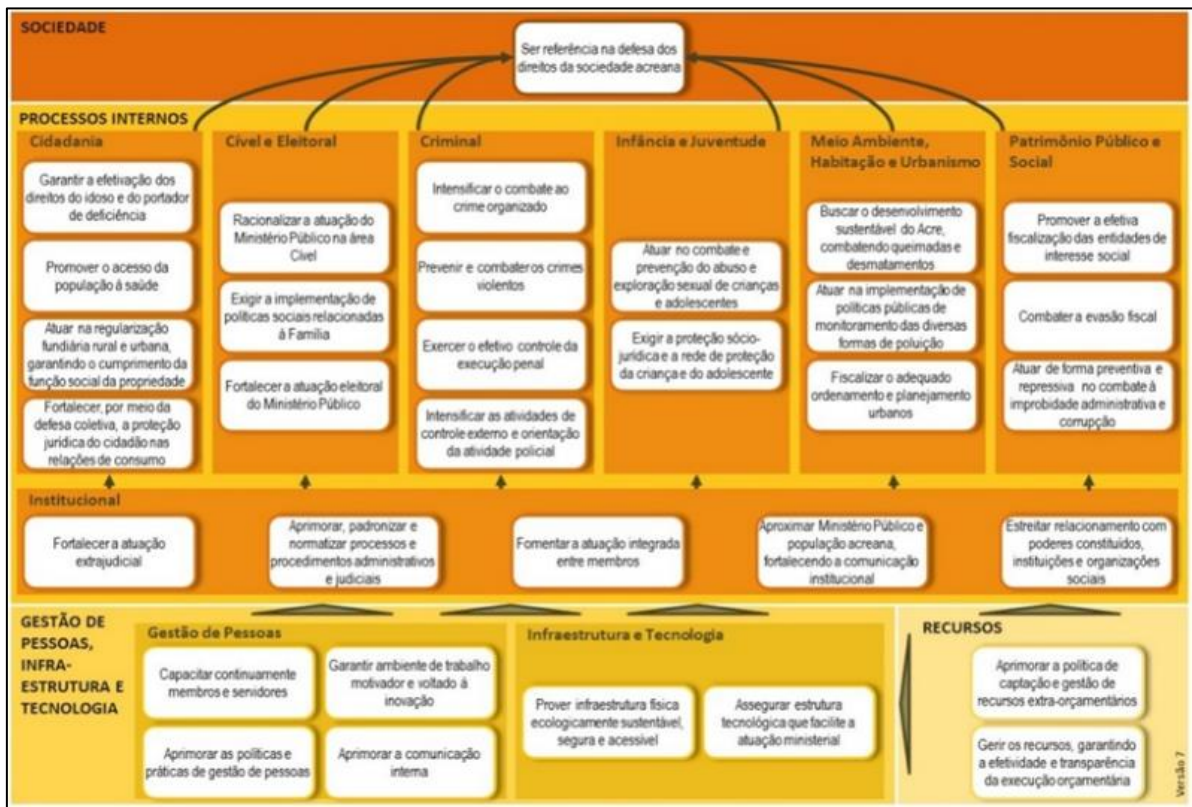 SOCIEDADE
Ser referência na defesa dos
direitos da sociedade acreana
PROCESSOS INTERNOS
Cidadania
Garantir a efetivação dos
direitos do idoso e do portador
de deficiência
Promover o acesso da
população à saúde
Atuar na regularização
fundiária rural e urbana,
garantindo o cumprimento da
função social da propriedade
Fortalecer, por meio da
defesa coletiva, a proteção
jurídica do cidadão nas
relações de consumo
Cível e Eleitoral
Racionalizar a atuação do
Ministério Público na área
Cível
Exigir a implementação de
políticas sociais relacionadas
à Família
Fortalecer a atuação eleitoral
do Ministério Público
Criminal
Intensificar o combate ao
crime organizado
Prevenir e combater os crimes
violentos
Exercer o efetivo controle da
execução penal
Intensificar as atividades de
controle externo e orientação
da atividade policial
Infância e Juventude
Atuar no combate e
prevenção do abuso e
exploração sexual de crianças
e adolescentes
Exigir a proteção sócio-
jurídica e a rede de proteção
da criança e do adolescente
Meio Ambiente,
Habitação e Urbanismo
Buscar o desenvolvimento
sustentável do Acre,
combatendo queimadas e
desmatamentos
Atuar na implementação de
políticas públicas de
monitoramento das diversas
formas de poluição
Fiscalizar o adequado
ordenamento e planejamento
urbanos
Patrimônio Público e
Social
Promover a efetiva
fiscalização das entidades de
interesse social
Combater a evasão fiscal
Atuar de forma preventiva e
repressiva no combate à
improbidade administrativa e
corrupção
Institucional
Fortalecer a atuação
extrajudicial
Aprimorar, padronizar e
normatizar processos e
procedimentos administrativos
e judiciais
Fomentar a atuação integrada
entre membros
Aproximar Ministério Público e
população acreana,
fortalecendo a comunicação
institucional
Estreitar relacionamento com
poderes constituídos,
instituições e organizações
sociais
GESTÃO DE
PESSOAS,
INFRA-
ESTRUTURA E
TECNOLOGIA
Gestão de Pessoas
Capacitar continuamente
membros e servidores
Garantir ambiente de trabalho
motivador e voltado à
inovação
Aprimorar as políticas e
práticas de gestão de pessoas
Aprimorar a comunicação
interna
Infraestrutura e Tecnologia
Prover infraestrutura física
ecologicamente sustentável,
segura e acessível
Assegurar estrutura
tecnológica que facilite a
atuação ministerial
RECURSOS
Aprimorar a política de
captação e gestão de
recursos extra-orçamentários
Gerir os recursos, garantindo
a efetividade e transparência
da execução orçamentária
Versão 7